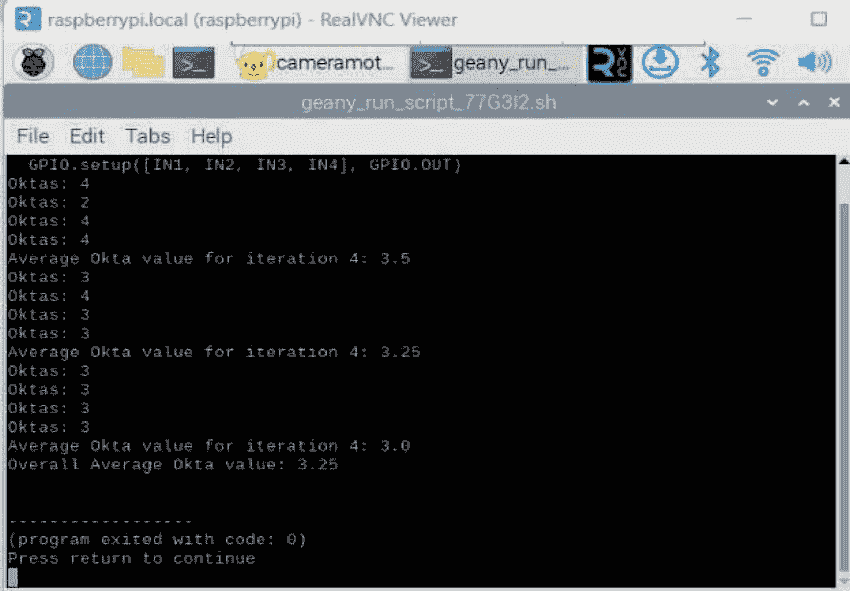 raspberrypi.local (raspberrypi) - RealVNC Viewer
cameramot... geany_run_...
geany_run_script_77G3I2.sh
File Edit Tabs Help
GPIO.setup([IN1, IN2, IN3, IN4], GPIO.OUT)
Oktas: 4
Oktas: 2
Oktas: 4
Oktas: 4
Average Okta value for iteration 4: 3.5
Oktas: 3
Oktas: 4
Oktas: 3
Oktas: 3
Average Okta value for iteration 4: 3.25
Oktas: 3
Oktas: 3
Oktas: 3
Oktas: 3
Average Okta value for iteration 4: 3.0
Overall Average Okta value: 3.25
------------------
(program exited with code: 0)
Press return to continue